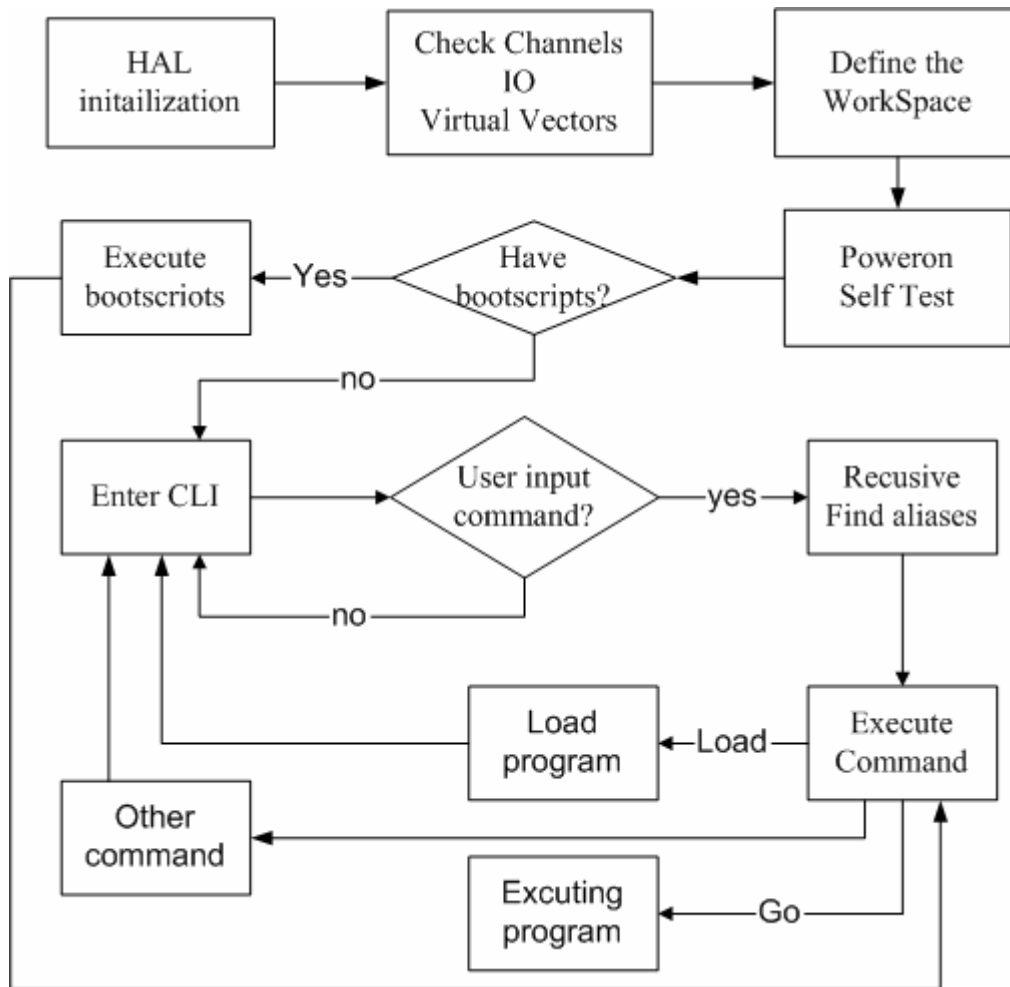 HAL
initailization
Check Channels
IO
Virtual Vectors
Define the
WorkSpace
Execute
bootscriots
Yes
Have
bootscripts?
Poweron
Self Test
no
Enter CLI
User input
command?
yes
Recusive
Find aliases
no
Load
program
Load
Execute
Command
Other
command
Excuting
program
Go